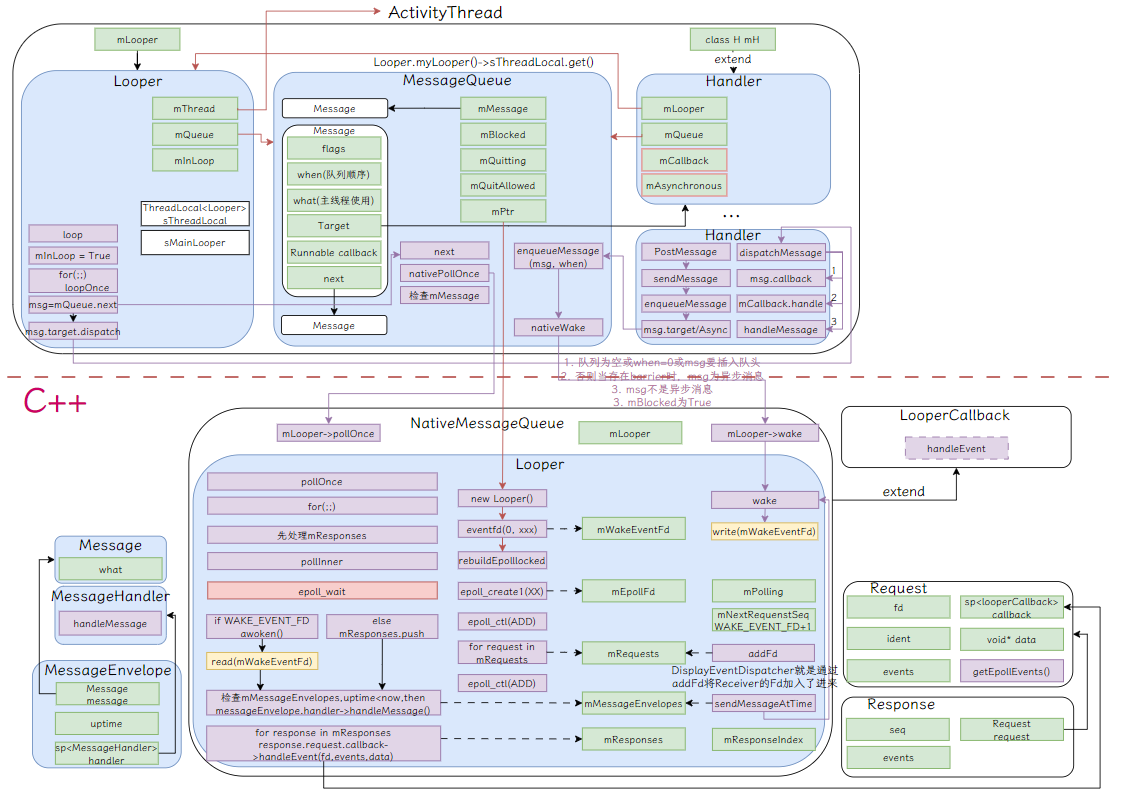 ActivityThread
mLooper
class H mH
extend
Looper.myLooper()->sThreadLocal.get()
Looper
mThread
mQueue
mInLoop
ThreadLocal<Looper>
sThreadLocal
sMainLooper
loop
mInLoop = True
for(;;)
loopOnce
msg=mQueue.next
msg.target.dispatch
MessageQueue
Message
Message
flags
when(队列顺序)
what(主线程使用)
Target
Runnable callback
next
Message
mMessage
mBlocked
mQuitting
mQuitAllowed
mPtr
next
nativePollOnce
检查mMessage
enqueueMessage
(msg, when)
nativeWake
Handler
mLooper
mQueue
mCallback
mAsynchronous
...
Handler
PostMessage
sendMessage
enqueueMessage
msg.target/Async
dispatchMessage
msg.callback
mCallback.handle
handleMessage
1
2
3
1. 队列为空或when=0或msg要插入队头
2. 否则当存在barrier时，msg为异步消息
3. msg不是异步消息
3. mBlocked为True
C++
NativeMessageQueue
mLooper->pollOnce
mLooper
mLooper->wake
Looper
pollOnce
for(;;)
先处理mResponses
pollInner
epoll_wait
if WAKE_EVENT_FD
awoken()
else
mResponses.push
read(mWakeEventFd)
检查mMessageEnvelopes,uptime<now,then
messageEnvelope.handler->handleMessage()
for response in mResponses
response.request.callback-
>handleEvent(fd,events,data)
new Looper()
eventfd(0, xxx)
rebuildEpolllocked
epoll_create1(XX)
epoll_ctl(ADD)
for request in
mRequests
epoll_ctl(ADD)
mWakeEventFd
mEpollFd
mRequests
mMessageEnvelopes
mResponses
wake
write(mWakeEventFd)
mPolling
mNextRequenstSeq
WAKE_EVENT_FD+1
addFd
DisplayEventDispatcher就是通过
addFd将Receiver的Fd加入了进来
sendMessageAtTime
mResponseIndex
LooperCallback
handleEvent
extend
Message
what
MessageHandler
handleMessage
MessageEnvelope
Message
message
uptime
sp<MessageHandler>
handler
Request
fd
ident
events
sp<looperCallback>
callback
void* data
getEpollEvents()
Response
seq
events
Request
request